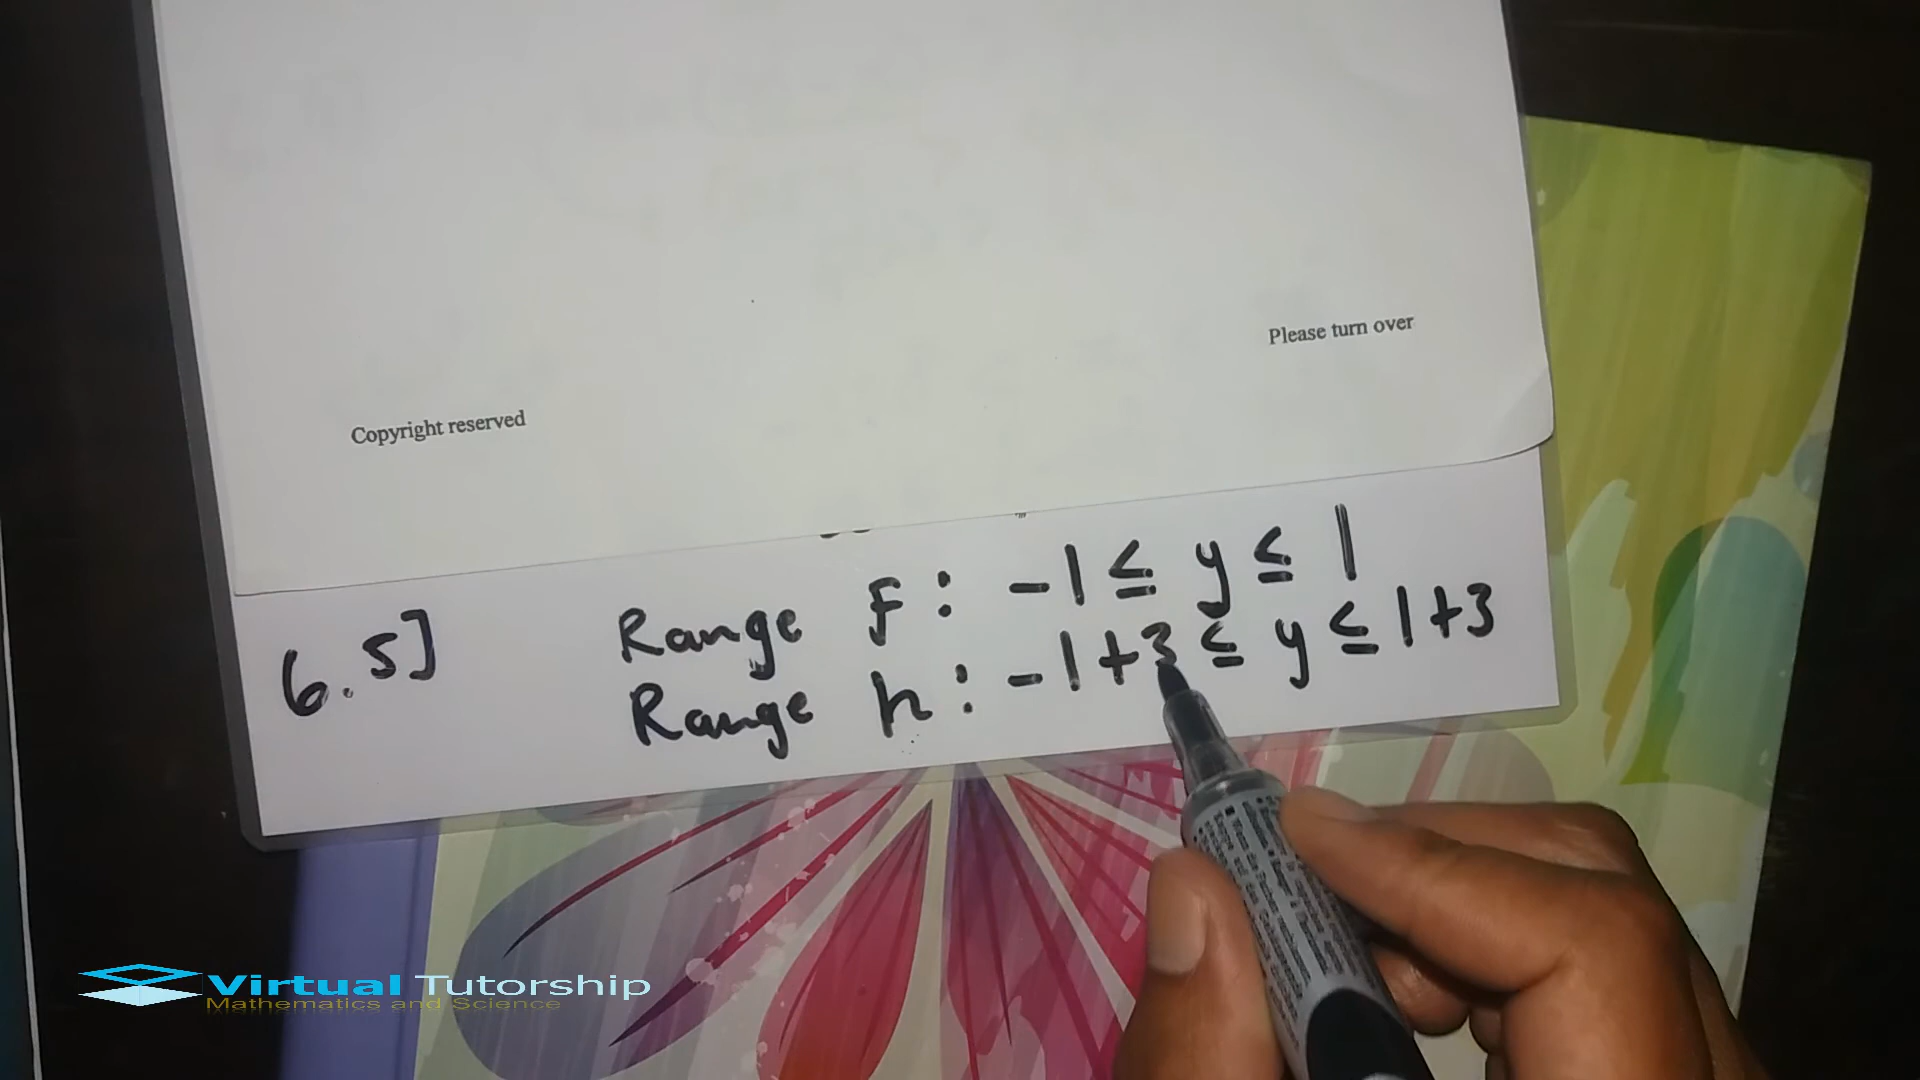 Please turn over
Copyright reserved
6.5] Range f : -1 ≤ y ≤ 1
Range h : -1+3 ≤ y ≤ 1+3
Virtual Tutorship
Mathematics and Science